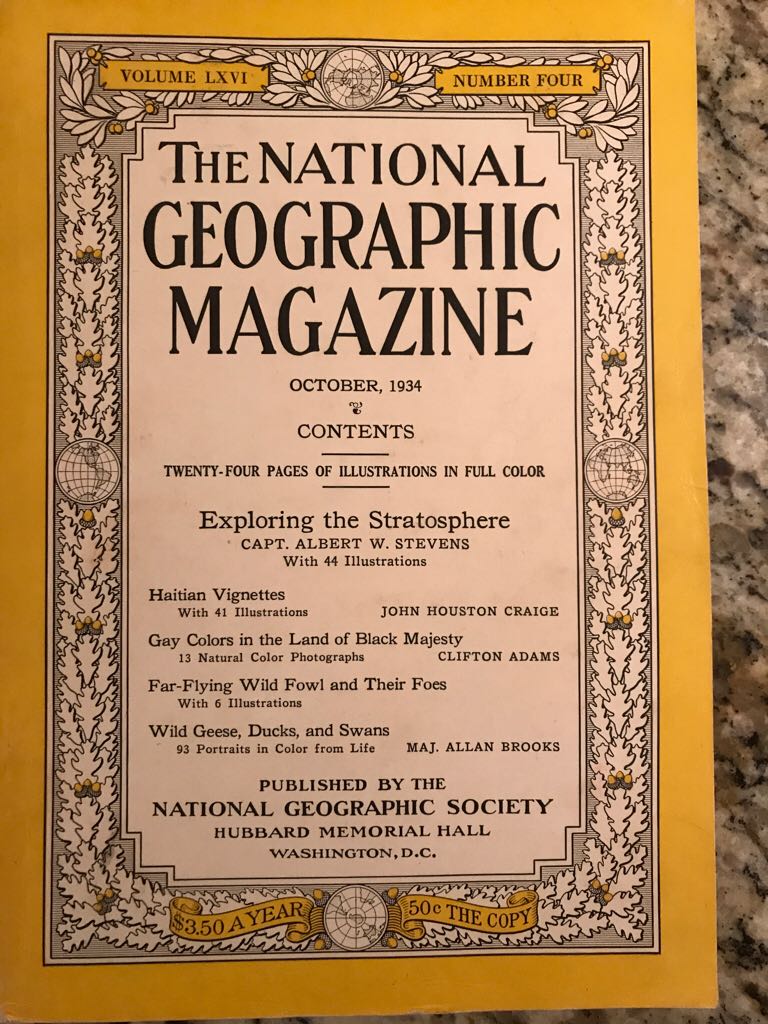 VOLUME LXVI
NUMBER FOUR
THE NATIONAL
GEOGRAPHIC
MAGAZINE
OCTOBER, 1934
CONTENTS
TWENTY-FOUR PAGES OF ILLUSTRATIONS IN FULL COLOR
Exploring the Stratosphere
CAPT. ALBERT W. STEVENS
With 44 Illustrations
Haitian Vignettes
With 41 Illustrations JOHN HOUSTON CRAIGE
Gay Colors in the Land of Black Majesty
13 Natural Color Photographs CLIFTON ADAMS
Far-Flying Wild Fowl and Their Foes
With 6 Illustrations
Wild Geese, Ducks, and Swans
93 Portraits in Color from Life MAJ. ALLAN BROOKS
PUBLISHED BY THE
NATIONAL GEOGRAPHIC SOCIETY
HUBBARD MEMORIAL HALL
WASHINGTON, D.C.
$3.50 A YEAR
50c THE COPY